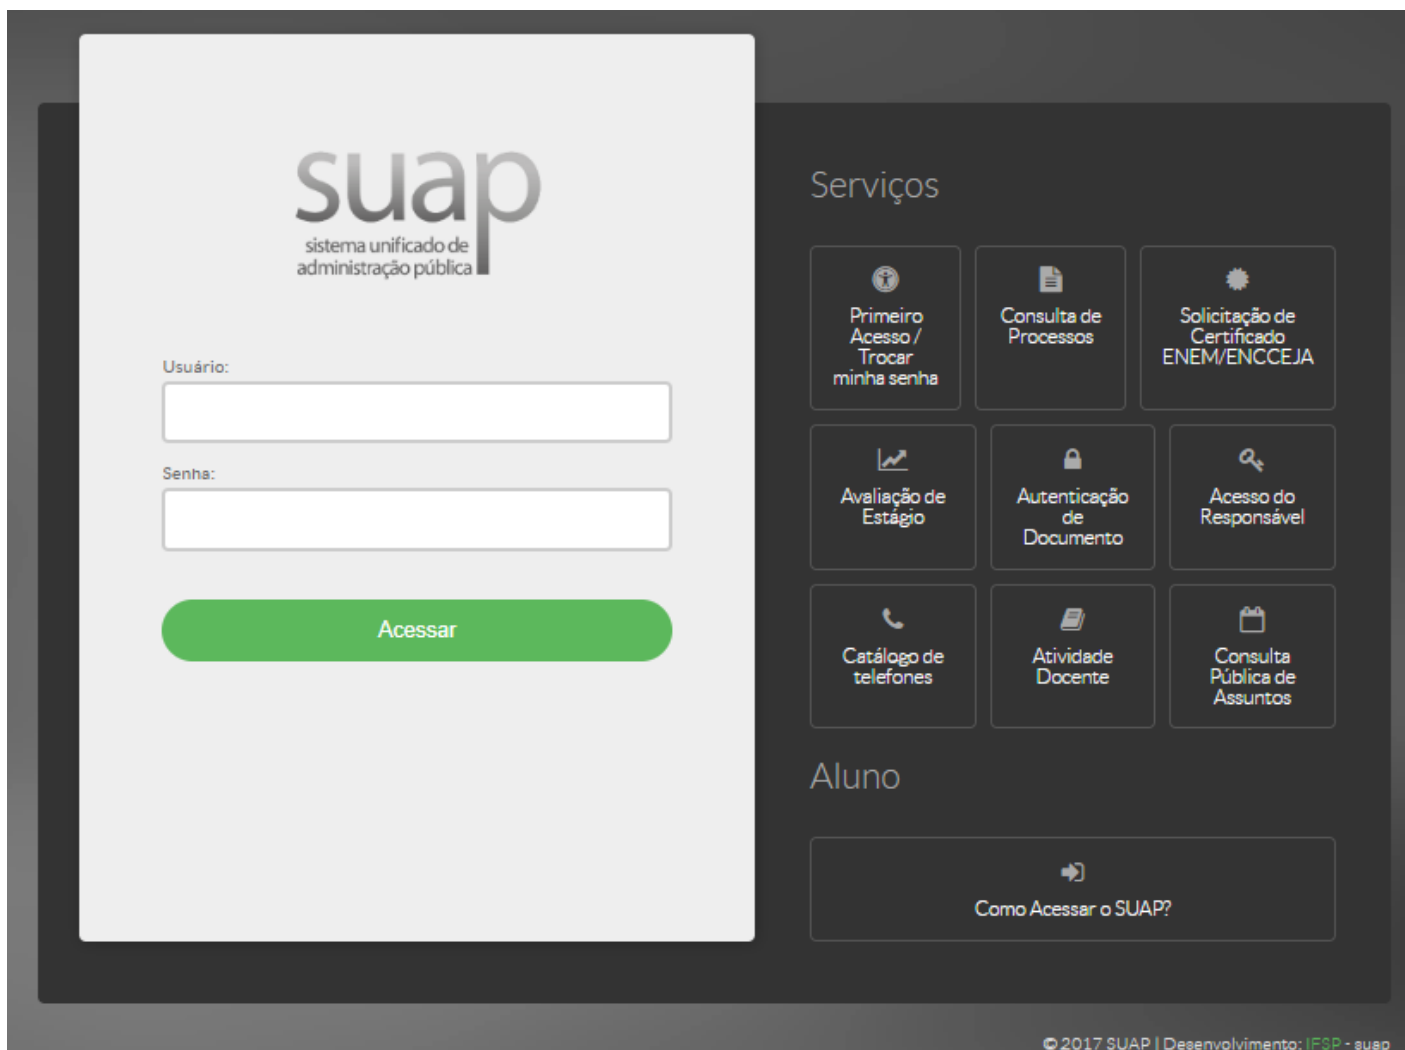 suap
sistema unificado de
administração pública
Usuário:
Senha:
Acessar
Serviços
Primeiro
Acesso /
Trocar
minha senha
Consulta de
Processos
Solicitação de
Certificado
ENEM/ENCCEJA
Avaliação de
Estágio
Autenticação
de
Documento
Acesso do
Responsável
Catálogo de
telefones
Atividade
Docente
Consulta
Pública de
Assuntos
Aluno
Como Acessar o SUAP?
© 2017 SUAP | Desenvolvimento: IFSP - suap